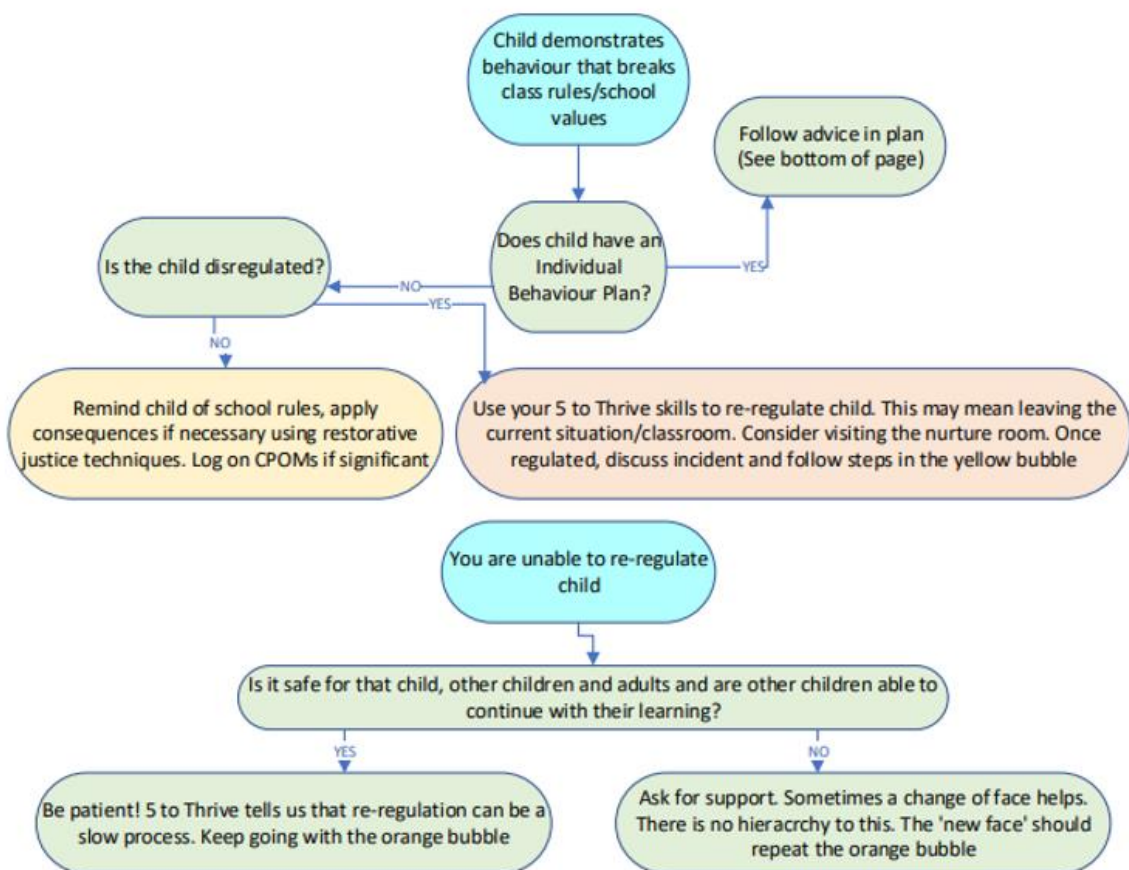 Child demonstrates
behaviour that breaks
class rules/school
values
Follow advice in plan
(See bottom of page)
Does child have an
Individual
Behaviour Plan?
YES
Is the child disregulated?
NO
YES
NO
Remind child of school rules, apply
consequences if necessary using restorative
justice techniques. Log on CPOMs if significant
Use your 5 to Thrive skills to re-regulate child. This may mean leaving the
current situation/classroom. Consider visiting the nurture room. Once
regulated, discuss incident and follow steps in the yellow bubble
You are unable to re-regulate
child
Is it safe for that child, other children and adults and are other children able to
continue with their learning?
YES
NO
Be patient! 5 to Thrive tells us that re-regulation can be a
slow process. Keep going with the orange bubble
Ask for support. Sometimes a change of face helps.
There is no hieracrchy to this. The 'new face' should
repeat the orange bubble